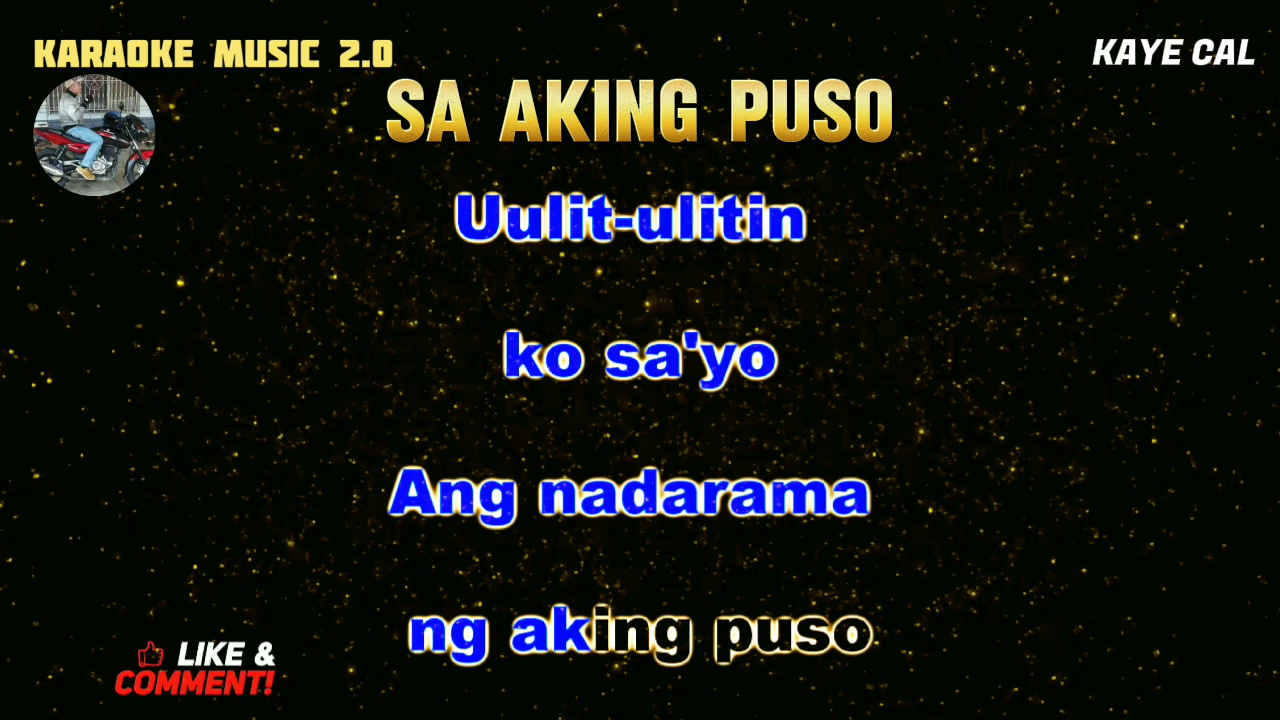 KARAOKE MUSIC 2.0
KAYE CAL
SA AKING PUSO
Uulit-ulitin
ko sa'yo
Ang nadarama
ng aking puso
LIKE &
COMMENT!